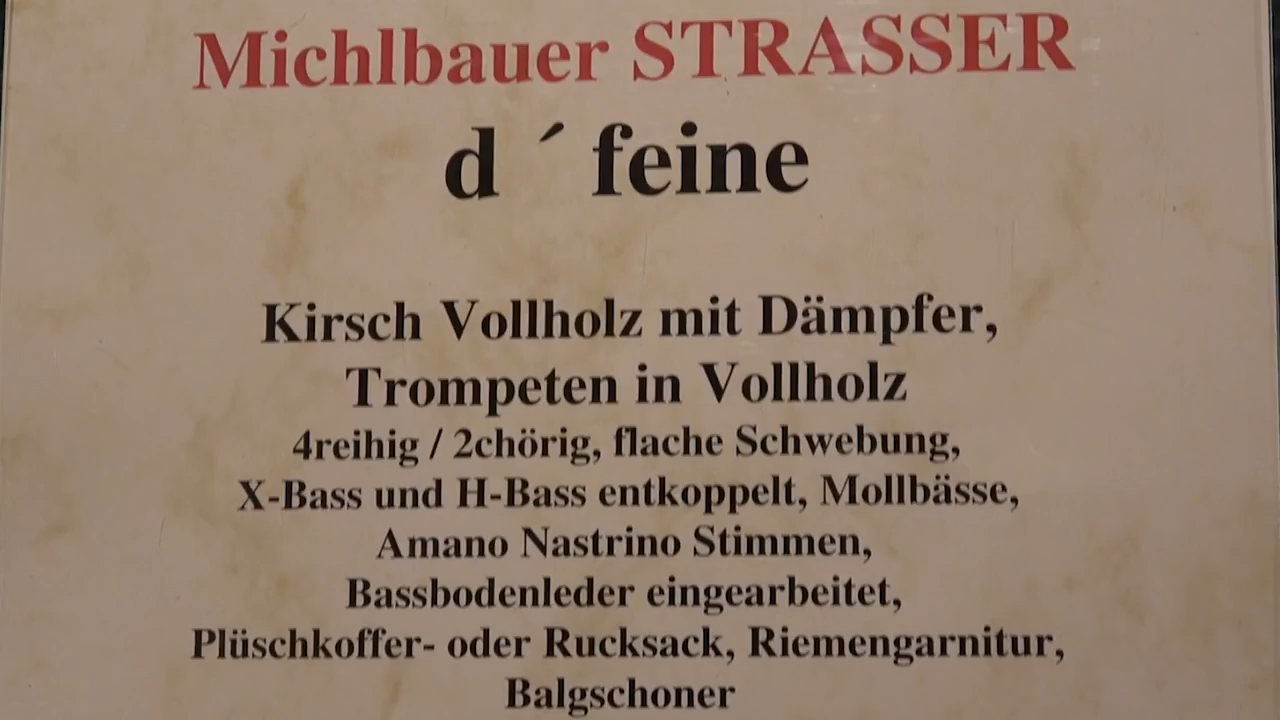 Michlbauer STRASSER
d ´ feine
Kirsch Vollholz mit Dämpfer,
Trompeten in Vollholz
4reihig / 2chörig, flache Schwebung,
X-Bass und H-Bass entkoppelt, Mollbässe,
Amano Nastrino Stimmen,
Bassbodenleder eingearbeitet,
Plüschkoffer- oder Rucksack, Riemengarnitur,
Balgschoner